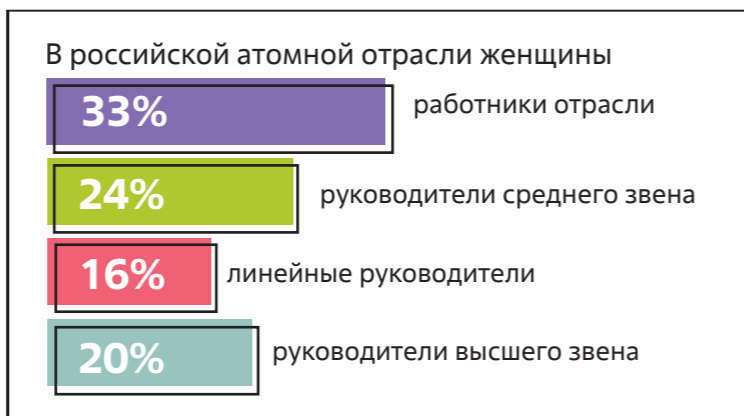 В российской атомной отрасли женщины
33% работники отрасли
24% руководители среднего звена
16% линейные руководители
20% руководители высшего звена